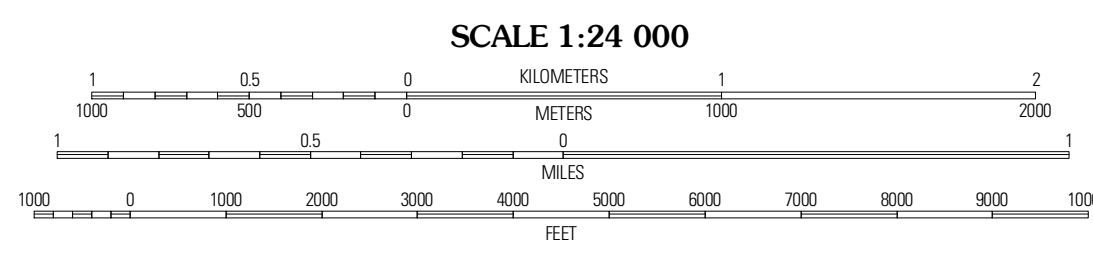 SCALE 1:24 000
1 0.5 0 KILOMETERS 1 2
1000 500 0 METERS 1000 2000
1 0.5 0 1
MILES
1000 0 1000 2000 3000 4000 5000 6000 7000 8000 9000 1000
FEET